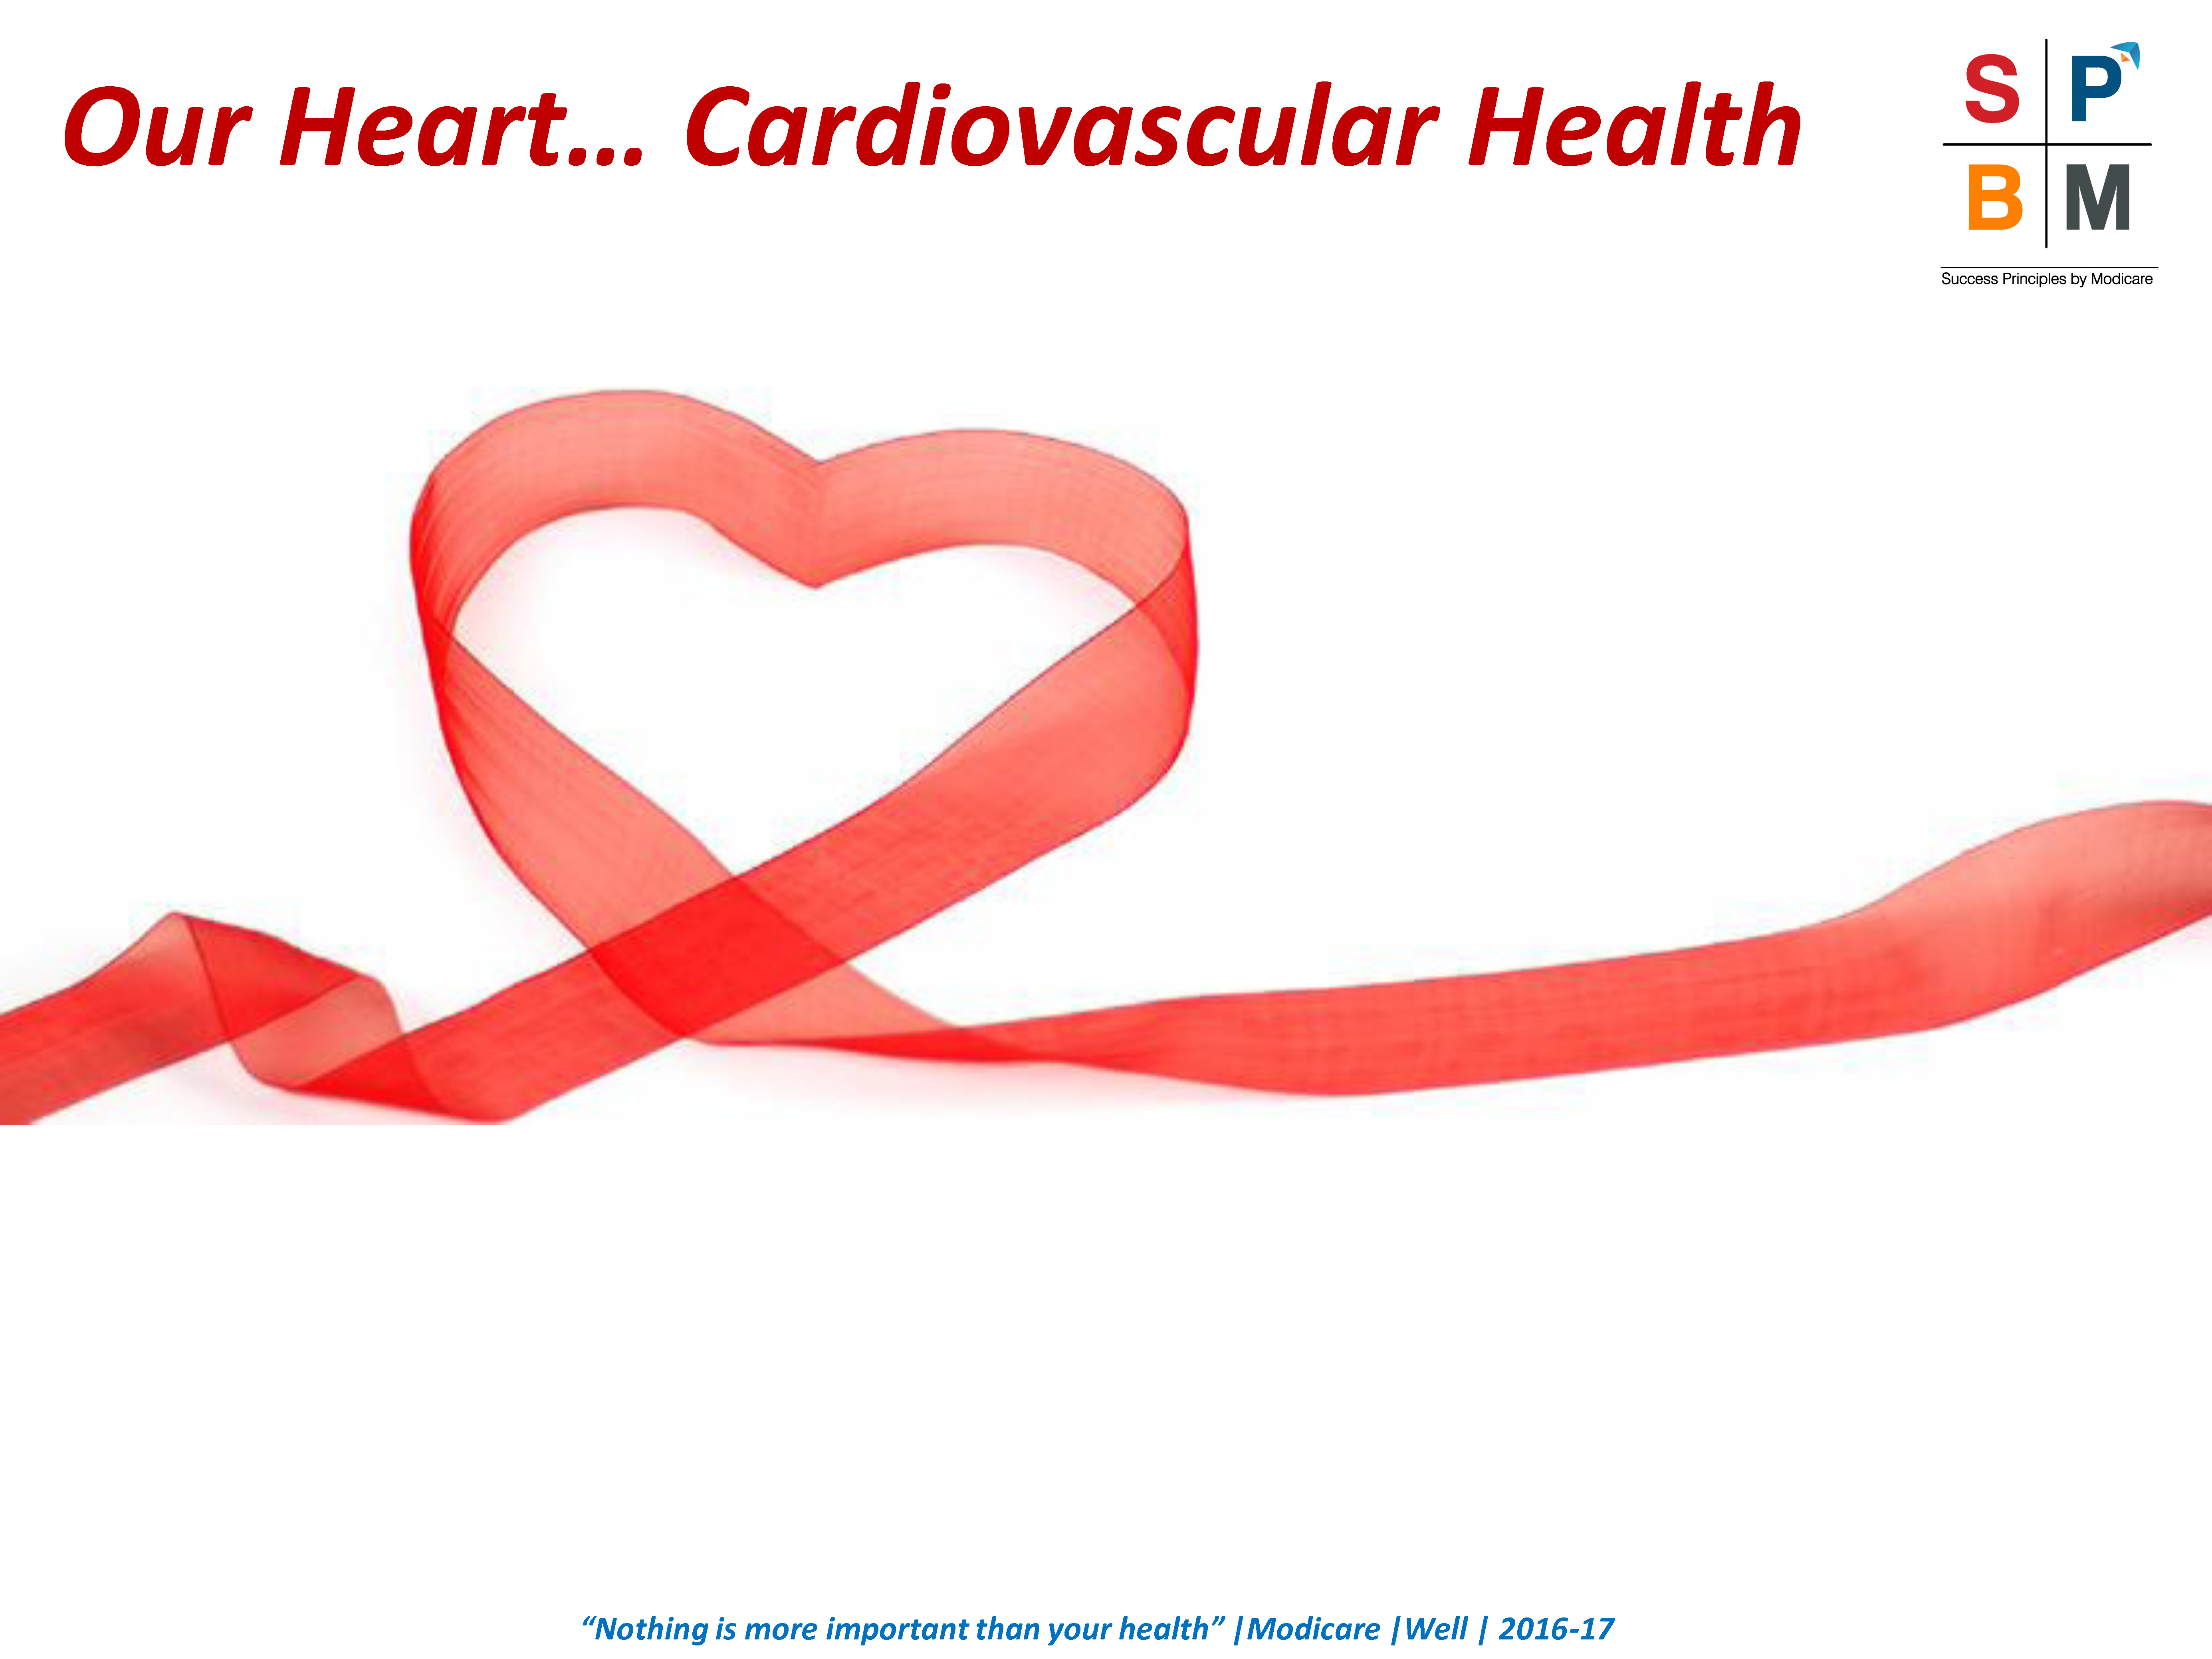 Our Heart... Cardiovascular Health
S P
B M
Success Principles by Modicare
“Nothing is more important than your health” |Modicare |Well | 2016-17